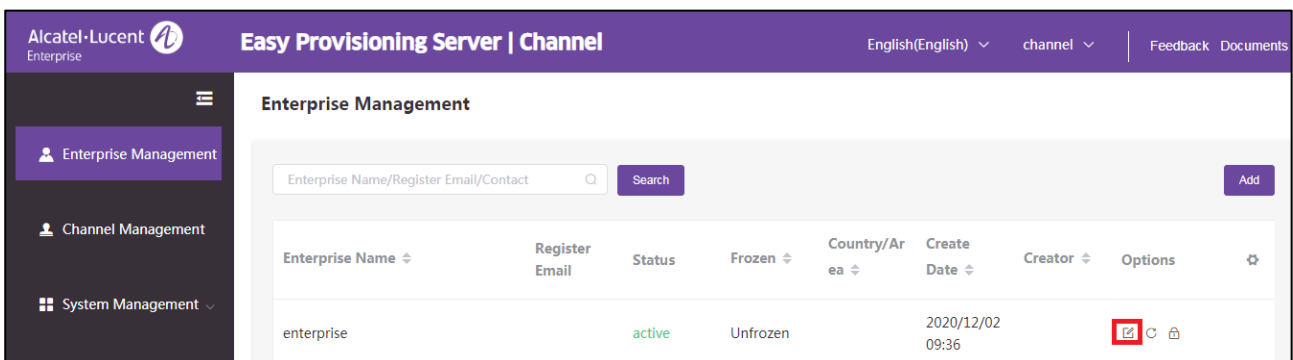 Alcatel·Lucent
Enterprise
Easy Provisioning Server | Channel
English(English)
channel
Feedback Documents
Enterprise Management
Enterprise Management
Channel Management
System Management
Enterprise Name/Register Email/Contact
Search
Add
Enterprise Name
Register
Email
Status
Frozen
Country/Ar
ea
Create
Date
Creator
Options
enterprise
active
Unfrozen
2020/12/02
09:36